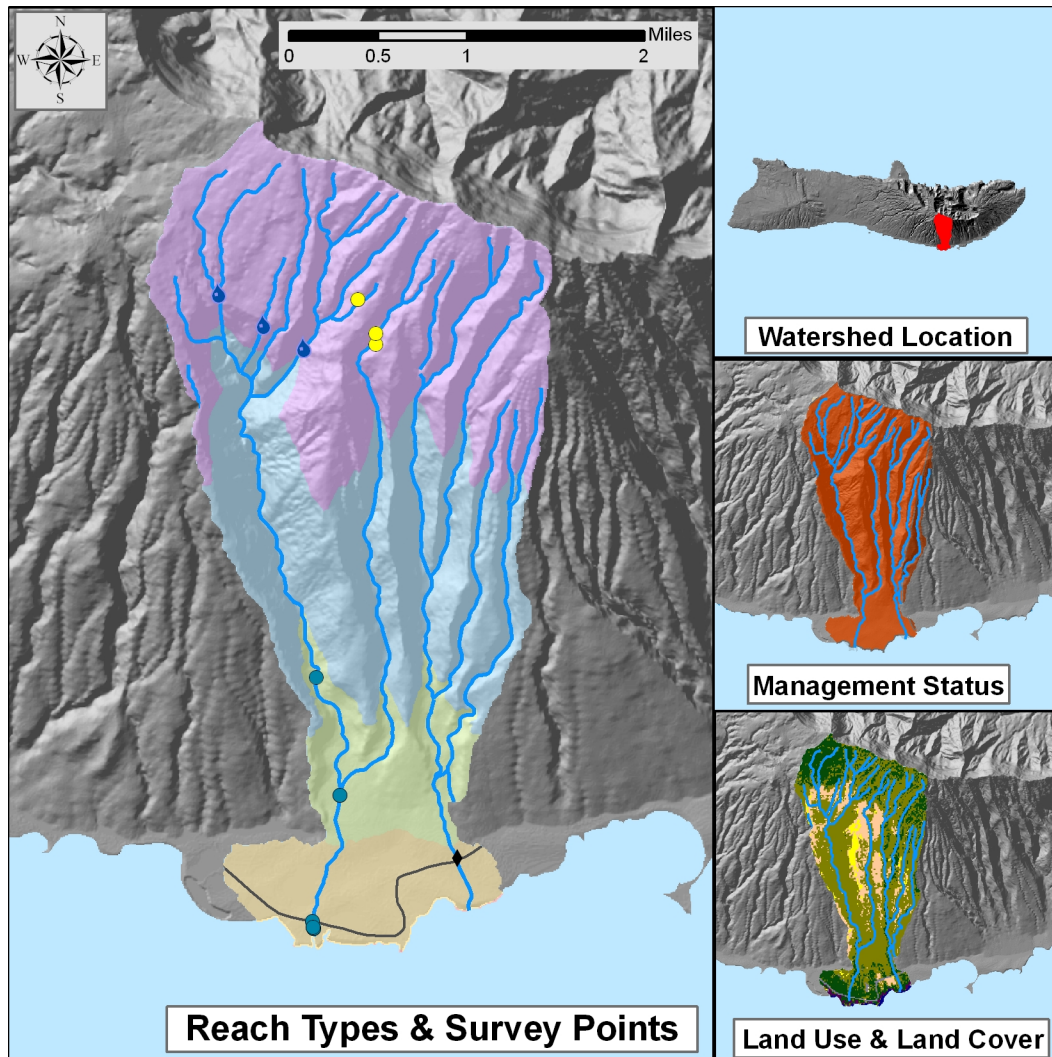 N
W E
S
Miles
0 0.5 1 2
Watershed Location
Management Status
Reach Types & Survey Points
Land Use & Land Cover